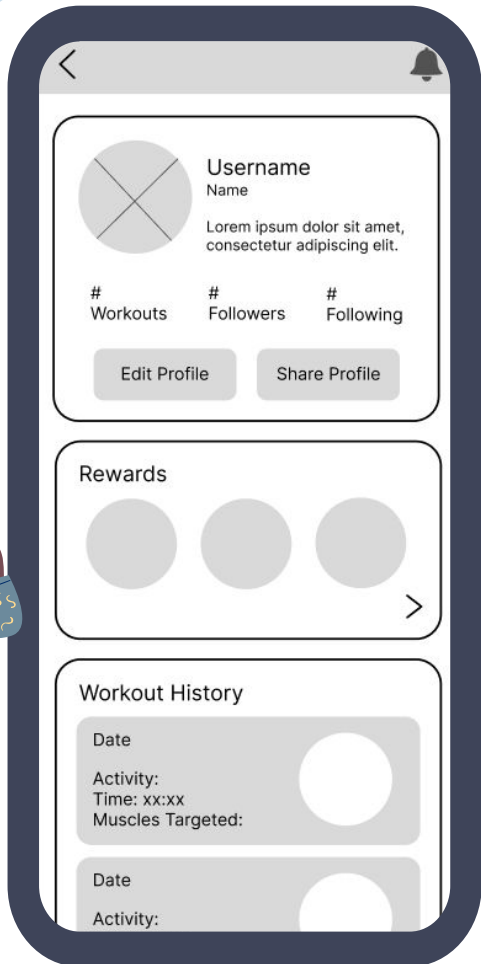 Username
Name
Lorem ipsum dolor sit amet,
consectetur adipiscing elit.
# # #
Workouts Followers Following
Edit Profile Share Profile
Rewards
Workout History
Date
Activity:
Time: xx:xx
Muscles Targeted:
Date
Activity: